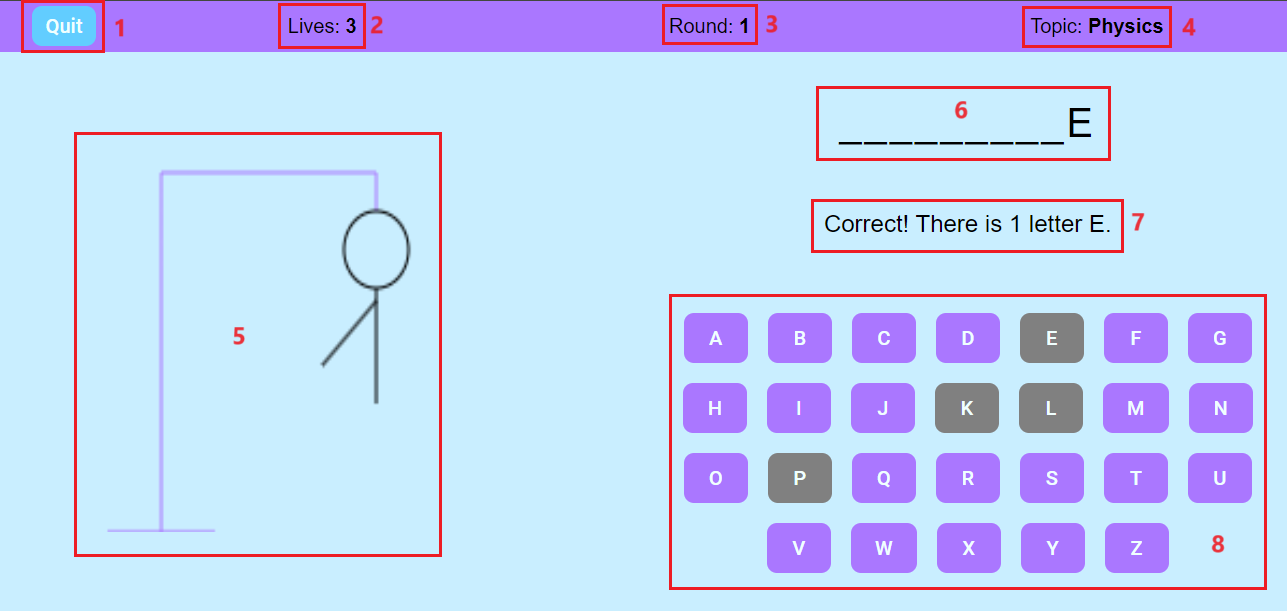 Quit 1 Lives: 3 2 Round: 1 3 Topic: Physics 4
6
_________E
Correct! There is 1 letter E. 7
5
A B C D E F G
H I J K L M N
O P Q R S T U
V W X Y Z 8